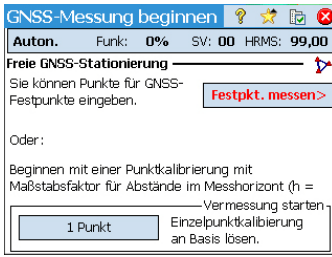 GNSS-Messung beginnen
Auton. Funk: 0% SV: 00 HRMS: 99,00
Freie GNSS-Stationierung
Sie können Punkte für GNSS-
Festpunkte eingeben.
Festpkt. messen>
Oder:
Beginnen mit einer Punktkalibrierung mit
Maßstabsfaktor für Abstände im Messhorizont (h =
Vermessung starten
1 Punkt
Einzelpunktkalibierung
an Basis lösen.